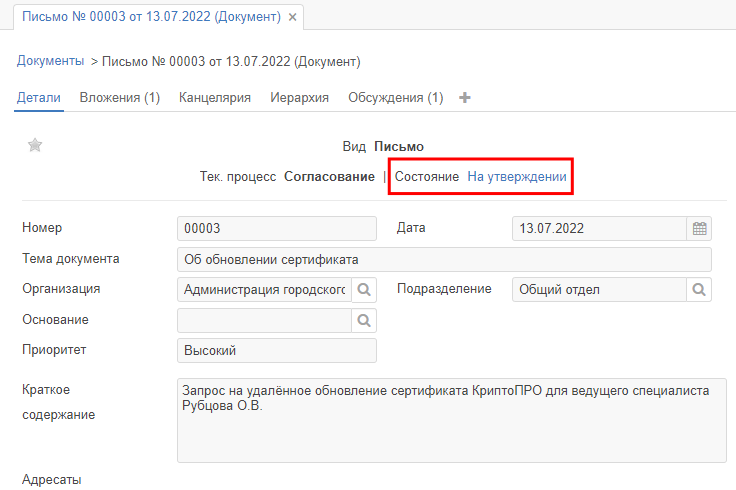 Письмо № 00003 от 13.07.2022 (Документ) ×
Документы > Письмо № 00003 от 13.07.2022 (Документ)
Детали Вложения (1) Канцелярия Иерархия Обсуждения (1) +
Вид Письмо
Тек. процесс Согласование | Состояние На утверждении
Номер 00003 Дата 13.07.2022
Тема документа Об обновлении сертификата
Организация Администрация городского Подразделение Общий отдел
Основание
Приоритет Высокий
Краткое содержание Запрос на удалённое обновление сертификата КриптоПРО для ведущего специалиста
Рубцова О.В.
Адресаты